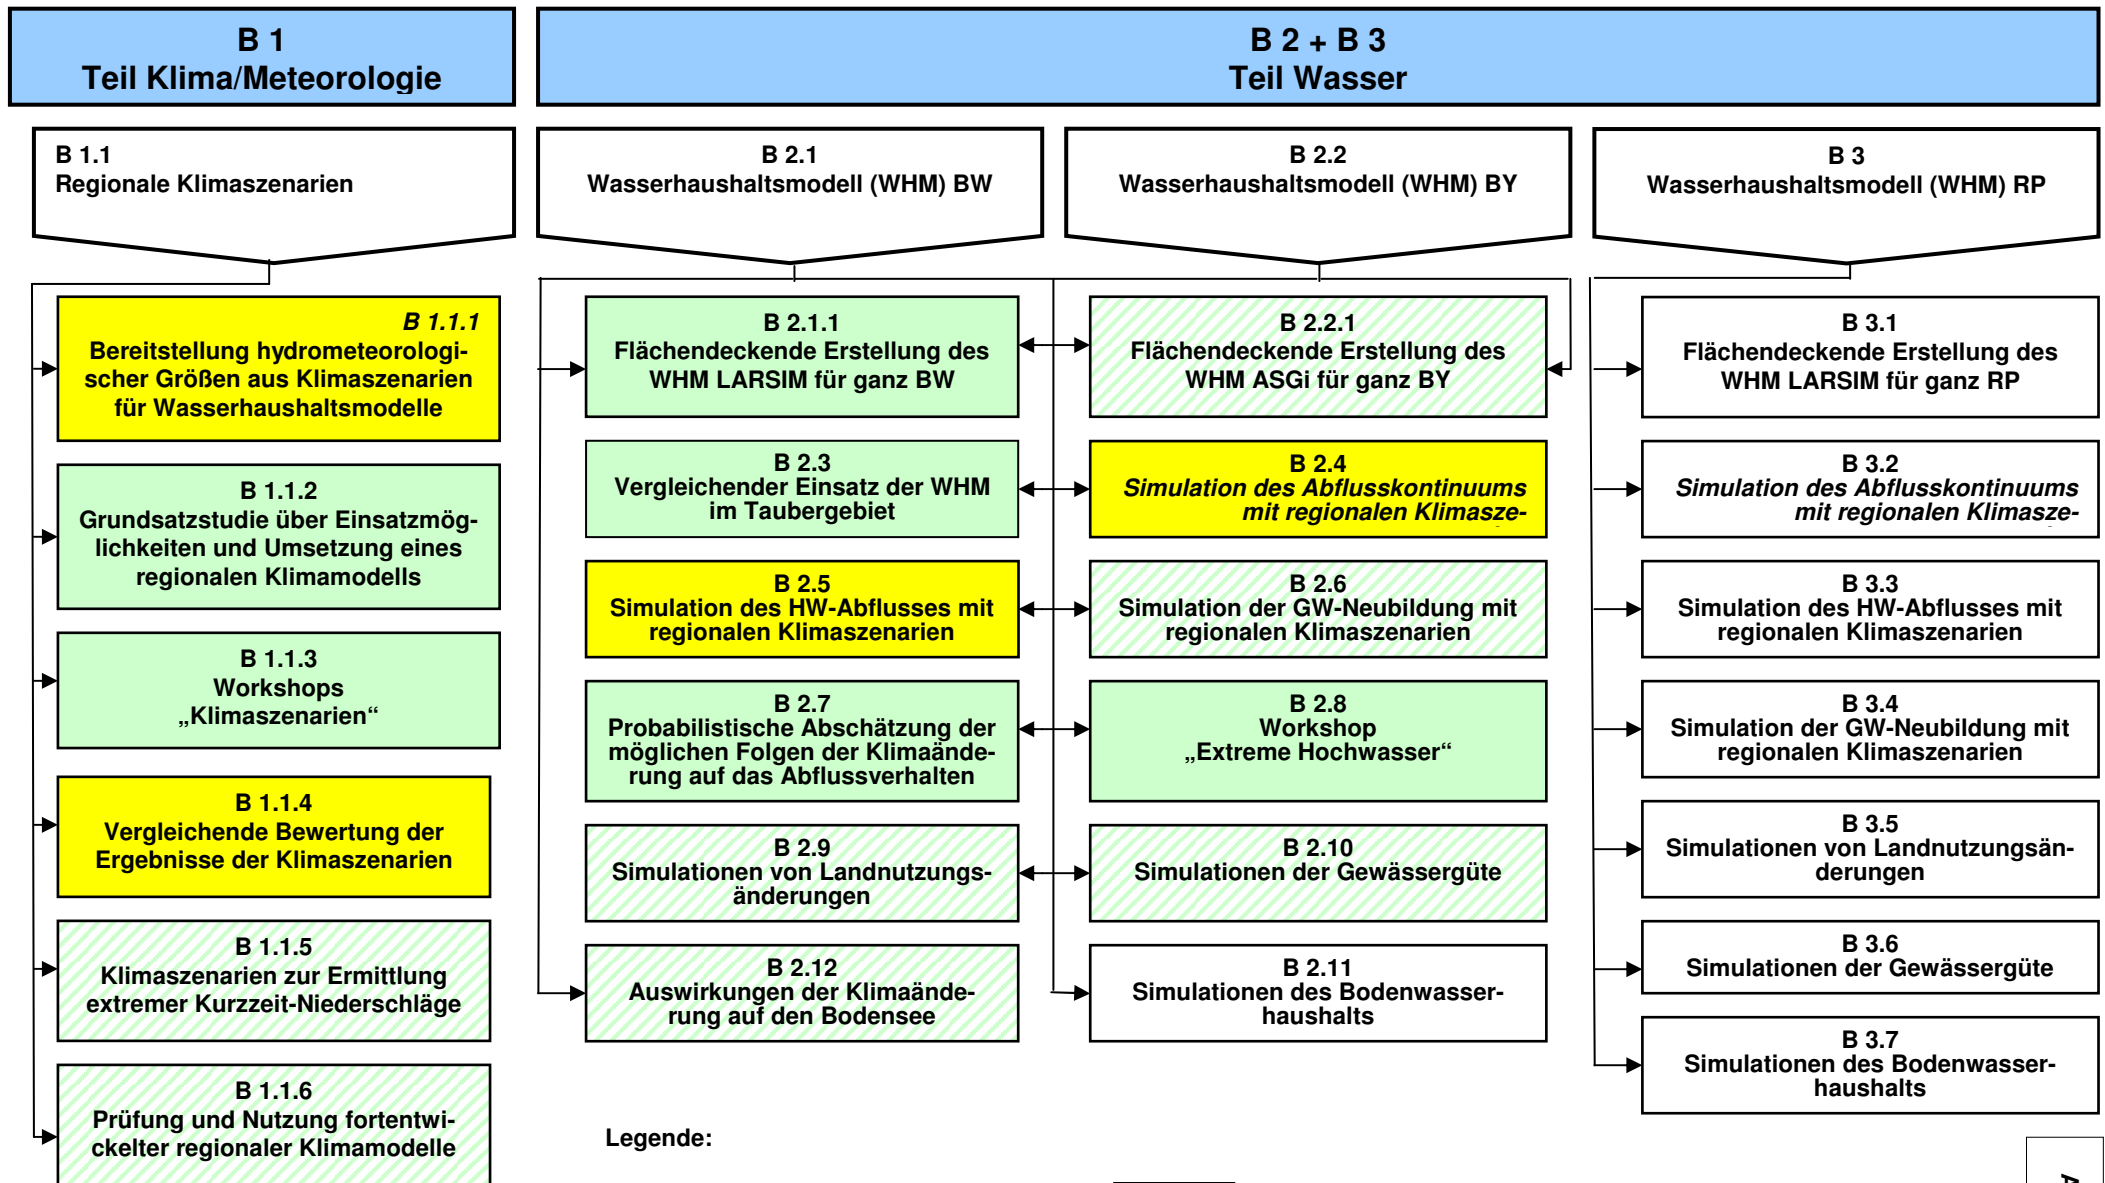 B 1
Teil Klima/Meteorologie
B 2 + B 3
Teil Wasser
B 1.1
Regionale Klimaszenarien
B 2.1
Wasserhaushaltsmodell (WHM) BW
B 2.2
Wasserhaushaltsmodell (WHM) BY
B 3
Wasserhaushaltsmodell (WHM) RP
B 1.1.1
Bereitstellung hydrometeorologi-
scher Größen aus Klimaszenarien
für Wasserhaushaltsmodelle
B 1.1.2
Grundsatzstudie über Einsatzmög-
lichkeiten und Umsetzung eines
regionalen Klimamodells
B 1.1.3
Workshops
„Klimaszenarien“
B 1.1.4
Vergleichende Bewertung der
Ergebnisse der Klimaszenarien
B 1.1.5
Klimaszenarien zur Ermittlung
extremer Kurzzeit-Niederschläge
B 1.1.6
Prüfung und Nutzung fortentwi-
ckelter regionaler Klimamodelle
B 2.1.1
Flächendeckende Erstellung des
WHM LARSIM für ganz BW
B 2.3
Vergleichender Einsatz der WHM
im Taubergebiet
B 2.5
Simulation des HW-Abflusses mit
regionalen Klimaszenarien
B 2.7
Probabilistische Abschätzung der
möglichen Folgen der Klimaände-
rung auf das Abflussverhalten
B 2.9
Simulationen von Landnutzungs-
änderungen
B 2.12
Auswirkungen der Klimaände-
rung auf den Bodensee
B 2.2.1
Flächendeckende Erstellung des
WHM ASGi für ganz BY
B 2.4
Simulation des Abflusskontinuums
mit regionalen Klimasze-
B 2.6
Simulation der GW-Neubildung mit
regionalen Klimaszenarien
B 2.8
Workshop
„Extreme Hochwasser“
B 2.10
Simulationen der Gewässergüte
B 2.11
Simulationen des Bodenwasser-
haushalts
B 3.1
Flächendeckende Erstellung des
WHM LARSIM für ganz RP
B 3.2
Simulation des Abflusskontinuums
mit regionalen Klimasze-
B 3.3
Simulation des HW-Abflusses mit
regionalen Klimaszenarien
B 3.4
Simulation der GW-Neubildung mit
regionalen Klimaszenarien
B 3.5
Simulationen von Landnutzungsän-
derungen
B 3.6
Simulationen der Gewässergüte
B 3.7
Simulationen des Bodenwasser-
haushalts
Legende: